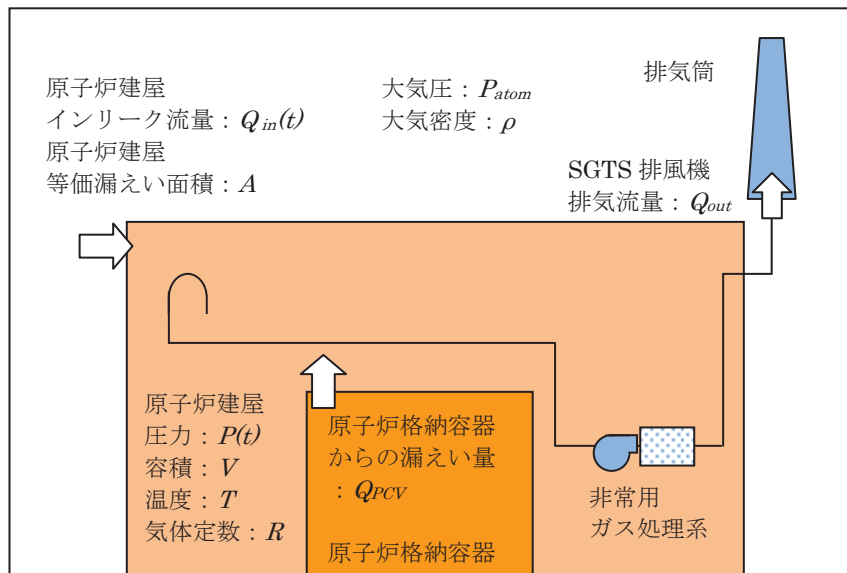 原子炉建屋
インリーク流量：Qin(t)
原子炉建屋
等価漏えい面積：A
大気圧：Patom
大気密度：ρ
排気筒
SGTS 排風機
排気流量：Qout
原子炉建屋
圧力：P(t)
容積：V
温度：T
気体定数：R
原子炉格納容器
からの漏えい量
：QPCV
原子炉格納容器
非常用
ガス処理系